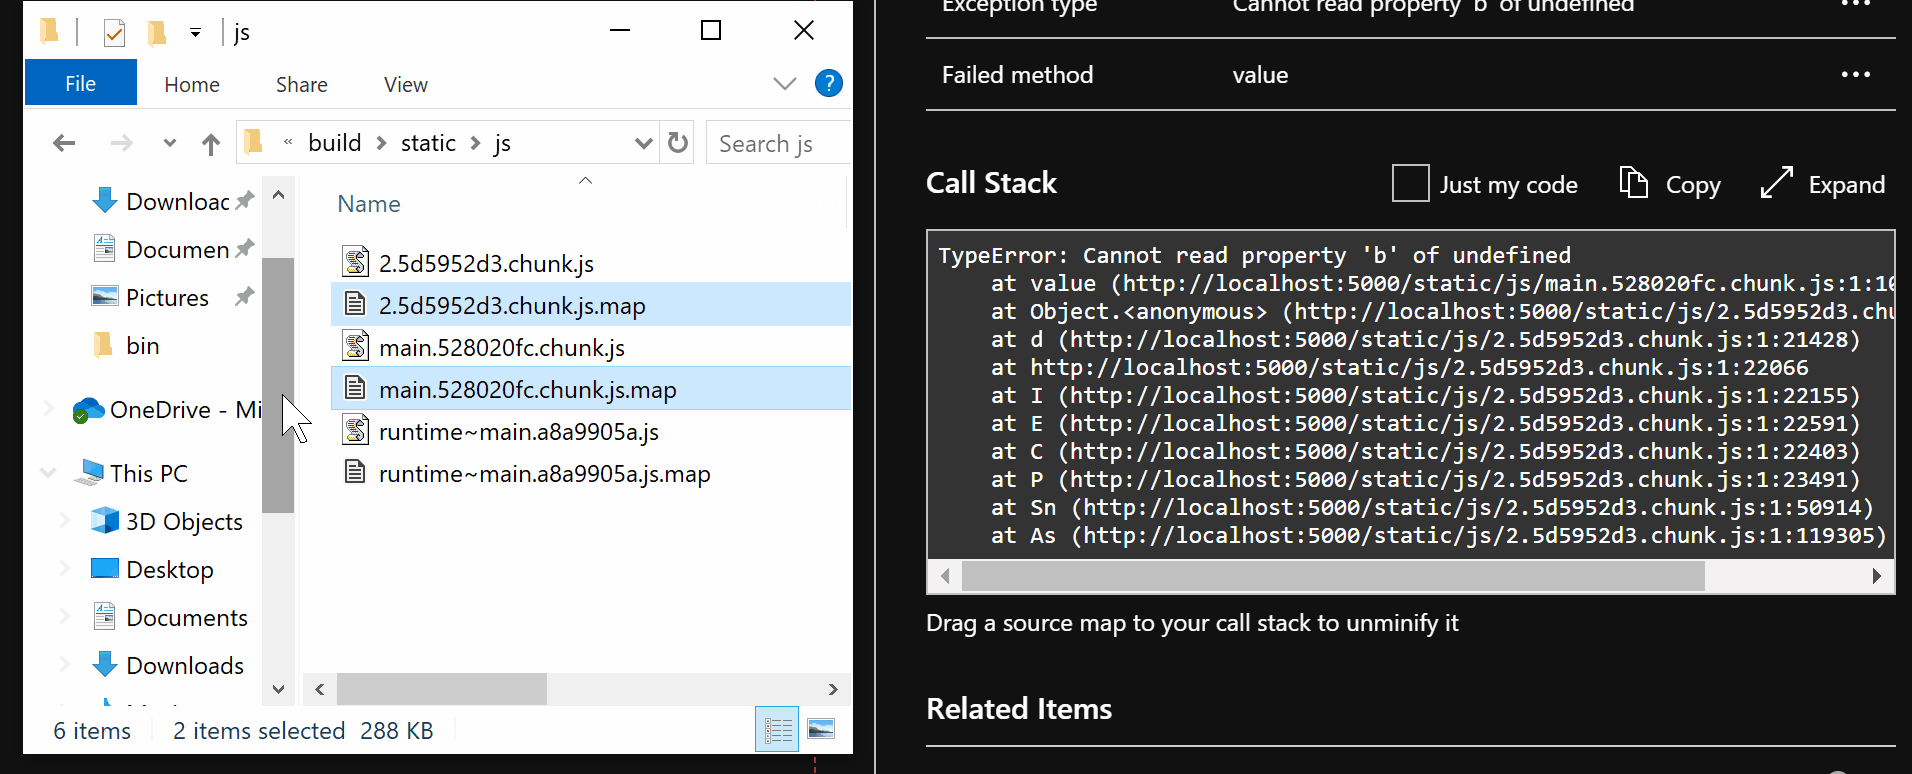 js
File Home Share View ?
« build > static > js Search js
Downloac
Documen
Pictures
bin
OneDrive - Mi
This PC
3D Objects
Desktop
Documents
Downloads
Name
2.5d5952d3.chunk.js
2.5d5952d3.chunk.js.map
main.528020fc.chunk.js
main.528020fc.chunk.js.map
runtime~main.a8a9905a.js
runtime~main.a8a9905a.js.map
6 items 2 items selected 288 KB
Exception type Cannot read property 'b' of undefined ...
Failed method value ...
Call Stack Just my code Copy Expand
TypeError: Cannot read property 'b' of undefined
at value (http://localhost:5000/static/js/main.528020fc.chunk.js:1:10
at Object.<anonymous> (http://localhost:5000/static/js/2.5d5952d3.chu
at d (http://localhost:5000/static/js/2.5d5952d3.chunk.js:1:21428)
at http://localhost:5000/static/js/2.5d5952d3.chunk.js:1:22066
at I (http://localhost:5000/static/js/2.5d5952d3.chunk.js:1:22155)
at E (http://localhost:5000/static/js/2.5d5952d3.chunk.js:1:22591)
at C (http://localhost:5000/static/js/2.5d5952d3.chunk.js:1:22403)
at P (http://localhost:5000/static/js/2.5d5952d3.chunk.js:1:23491)
at Sn (http://localhost:5000/static/js/2.5d5952d3.chunk.js:1:50914)
at As (http://localhost:5000/static/js/2.5d5952d3.chunk.js:1:119305)
Drag a source map to your call stack to unminify it
Related Items